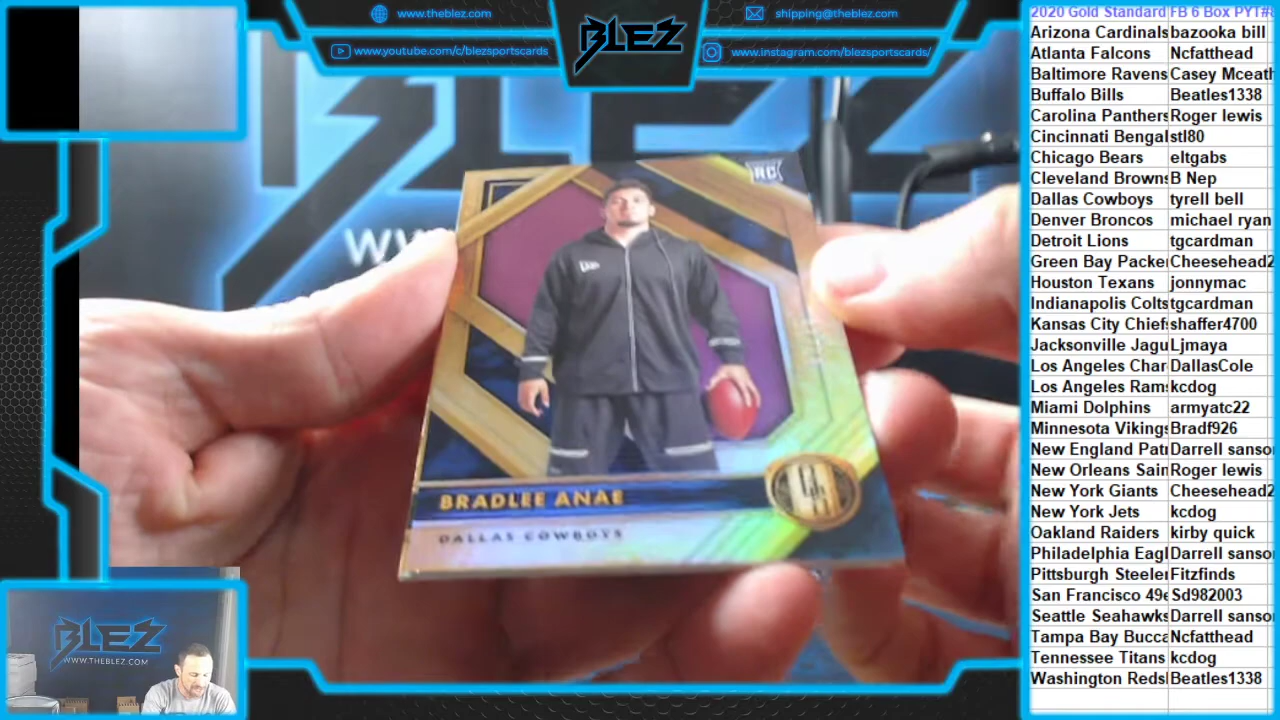 www.theblez.com
www.youtube.com/c/blezsportscards
BLEZ
shipping@theblez.com
www.instagram.com/blezsportscards/
RC
BRADLEE ANAE
DALLAS COWBOYS
BLEZ
WWW.THEBLEZ.COM
2020 Gold Standard FB 6 Box PYT#
Arizona Cardinals bazooka bill
Atlanta Falcons Ncfatthead
Baltimore Ravens Casey Mceath
Buffalo Bills Beatles1338
Carolina Panthers Roger lewis
Cincinnati Bengals stl80
Chicago Bears eltgabs
Cleveland Browns B Nep
Dallas Cowboys tyrell bell
Denver Broncos michael ryan
Detroit Lions tgcardman
Green Bay Packe Cheesehead2
Houston Texans jonnymac
Indianapolis Colts tgcardman
Kansas City Chiefs shaffer4700
Jacksonville Jagu Ljmaya
Los Angeles Char DallasCole
Los Angeles Rams kcdog
Miami Dolphins armyatc22
Minnesota Vikings Bradf926
New England Patr Darrell sanso
New Orleans Sain Roger lewis
New York Giants Cheesehead2
New York Jets kcdog
Oakland Raiders kirby quick
Philadelphia Eagl Darrell sanso
Pittsburgh Steele Fitzfinds
San Francisco 49e Sd982003
Seattle Seahawks Darrell sanso
Tampa Bay Bucca Ncfatthead
Tennessee Titans kcdog
Washington Reds Beatles1338